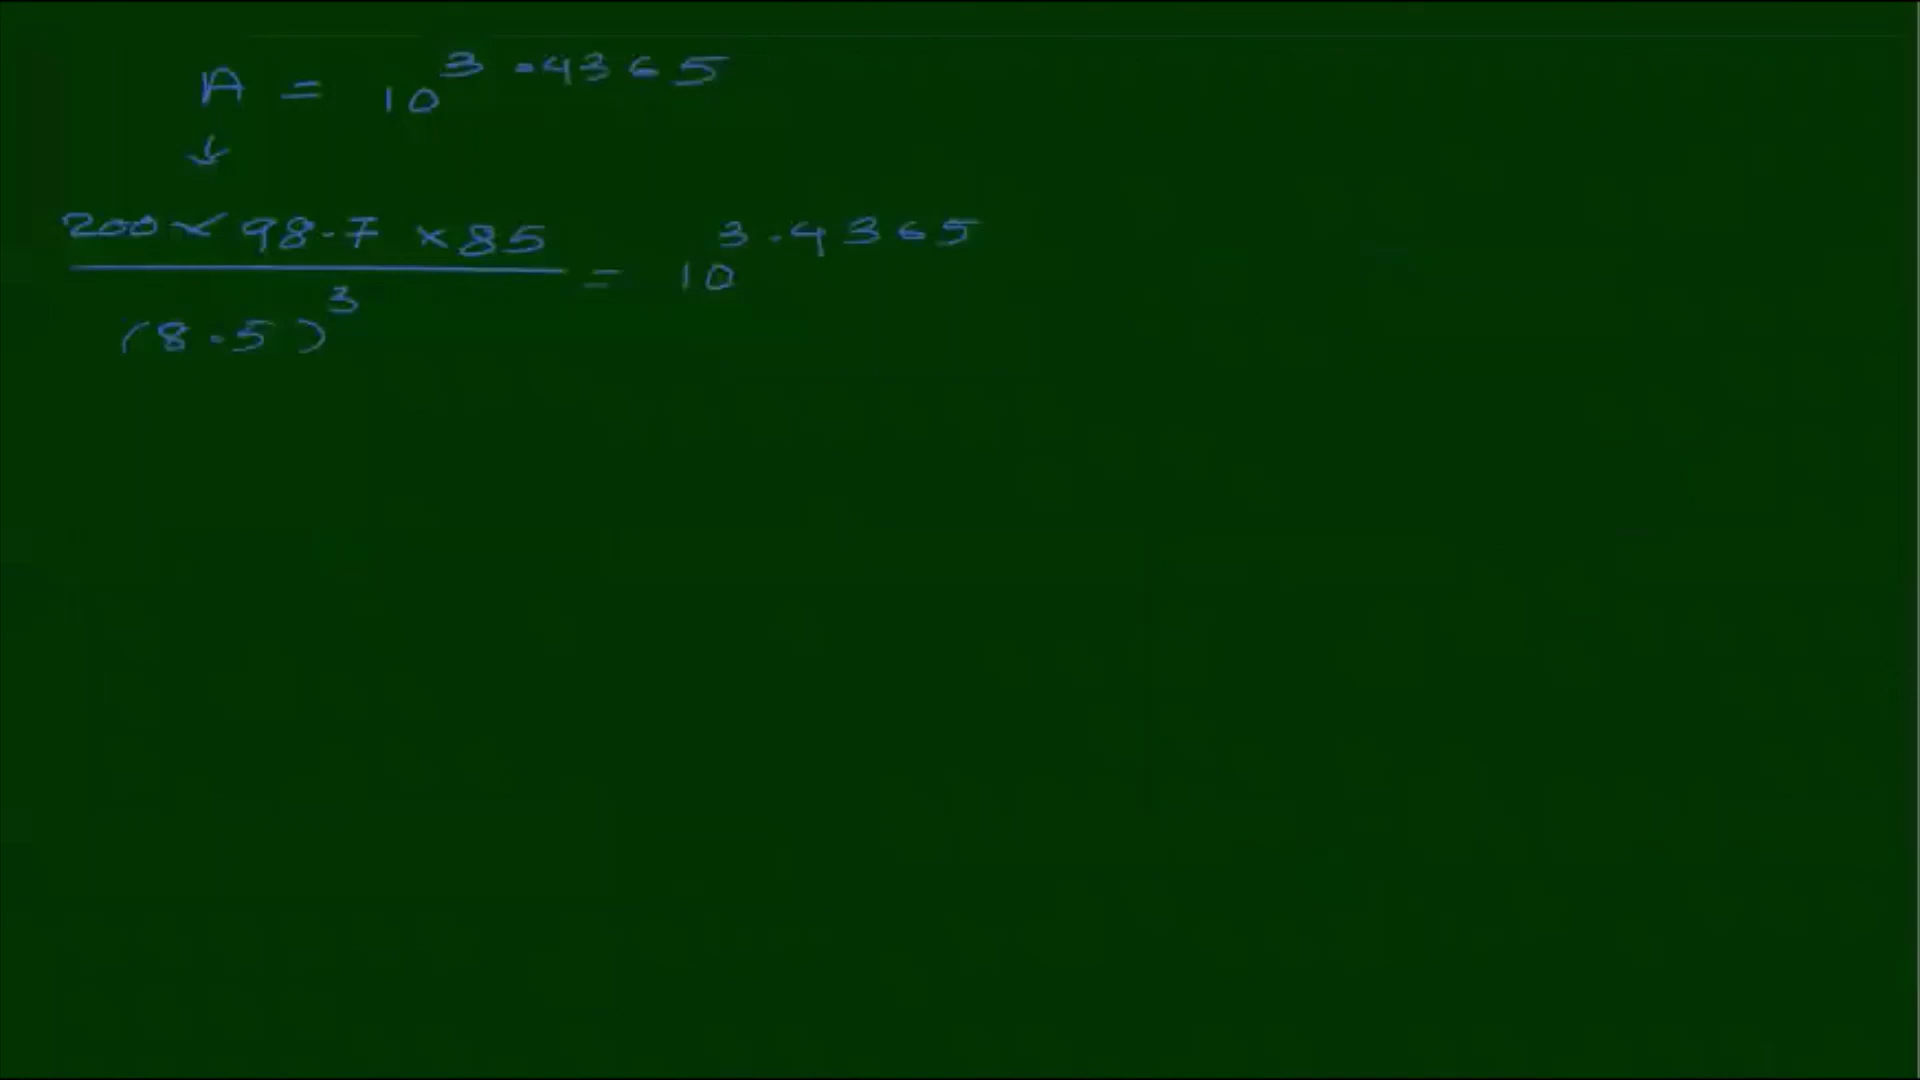 A = 10^3.4365
↓
200 × 98.7 × 85 / (8.5)^3 = 10^3.4365